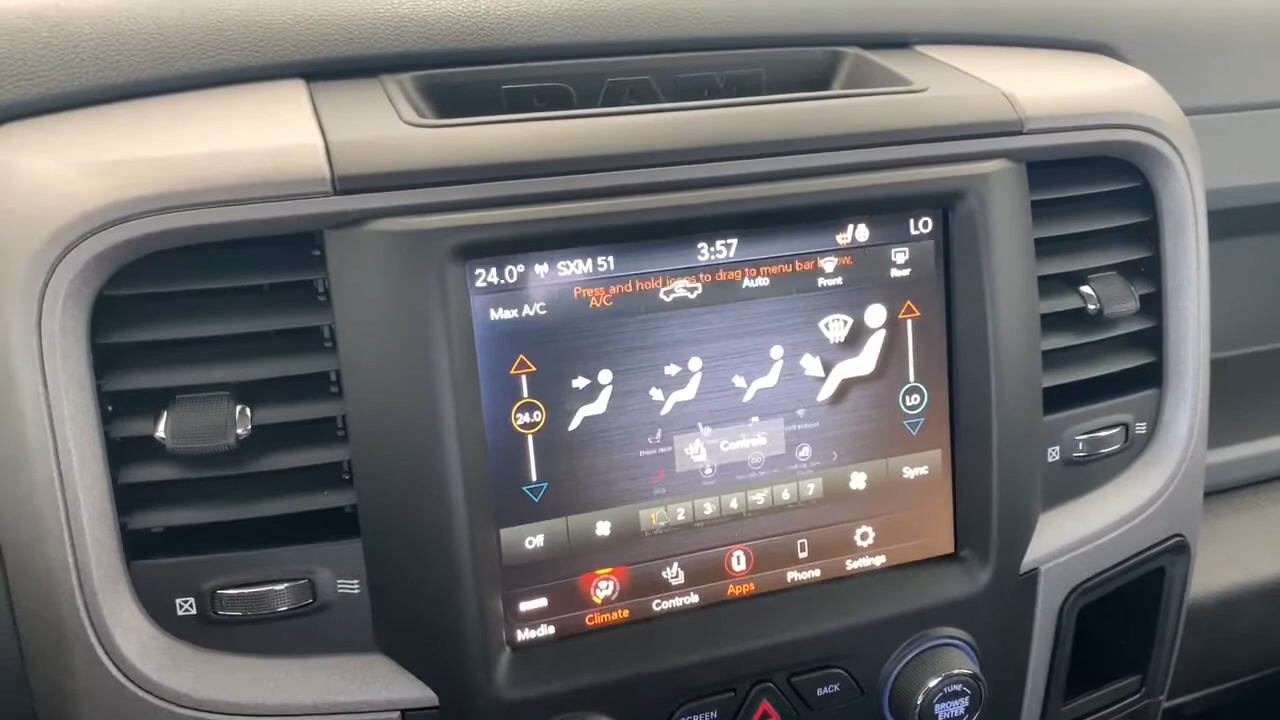 RAM
24.0° SXM 51 3:57 LO
Press and hold icons to drag to menu bar below.
Max A/C A/C Auto Front Rear
24.0 LO
Controls
Sync
Off 1 2 3 4 5 6 7
Media Climate Controls Apps Phone Settings
SCREEN BACK
TUNE
BROWSE
ENTER